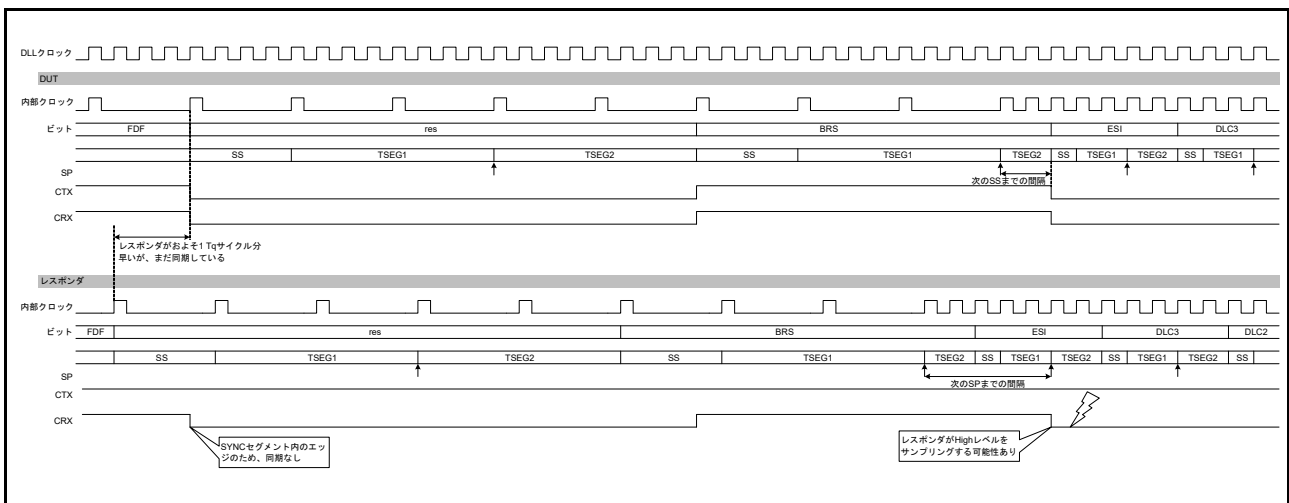 DLLクロック
DUT
内部クロック
ビット FDF res BRS ESI DLC3
SS TSEG1 TSEG2 SS TSEG1 TSEG2 SS TSEG1 TSEG2 SS TSEG1
SP
次のSSまでの間隔
CTX
CRX
レスポンダがおよそ1 Tqサイクル分
早いが、まだ同期している
レスポンダ
内部クロック
ビット FDF res BRS ESI DLC3 DLC2
SS TSEG1 TSEG2 SS TSEG1 TSEG2 SS TSEG1 TSEG2 SS TSEG1 TSEG2 SS
SP
次のSPまでの間隔
CTX
CRX
SYNCセグメント内のエッ
ジのため、同期なし
レスポンダがHighレベルを
サンプリングする可能性あり